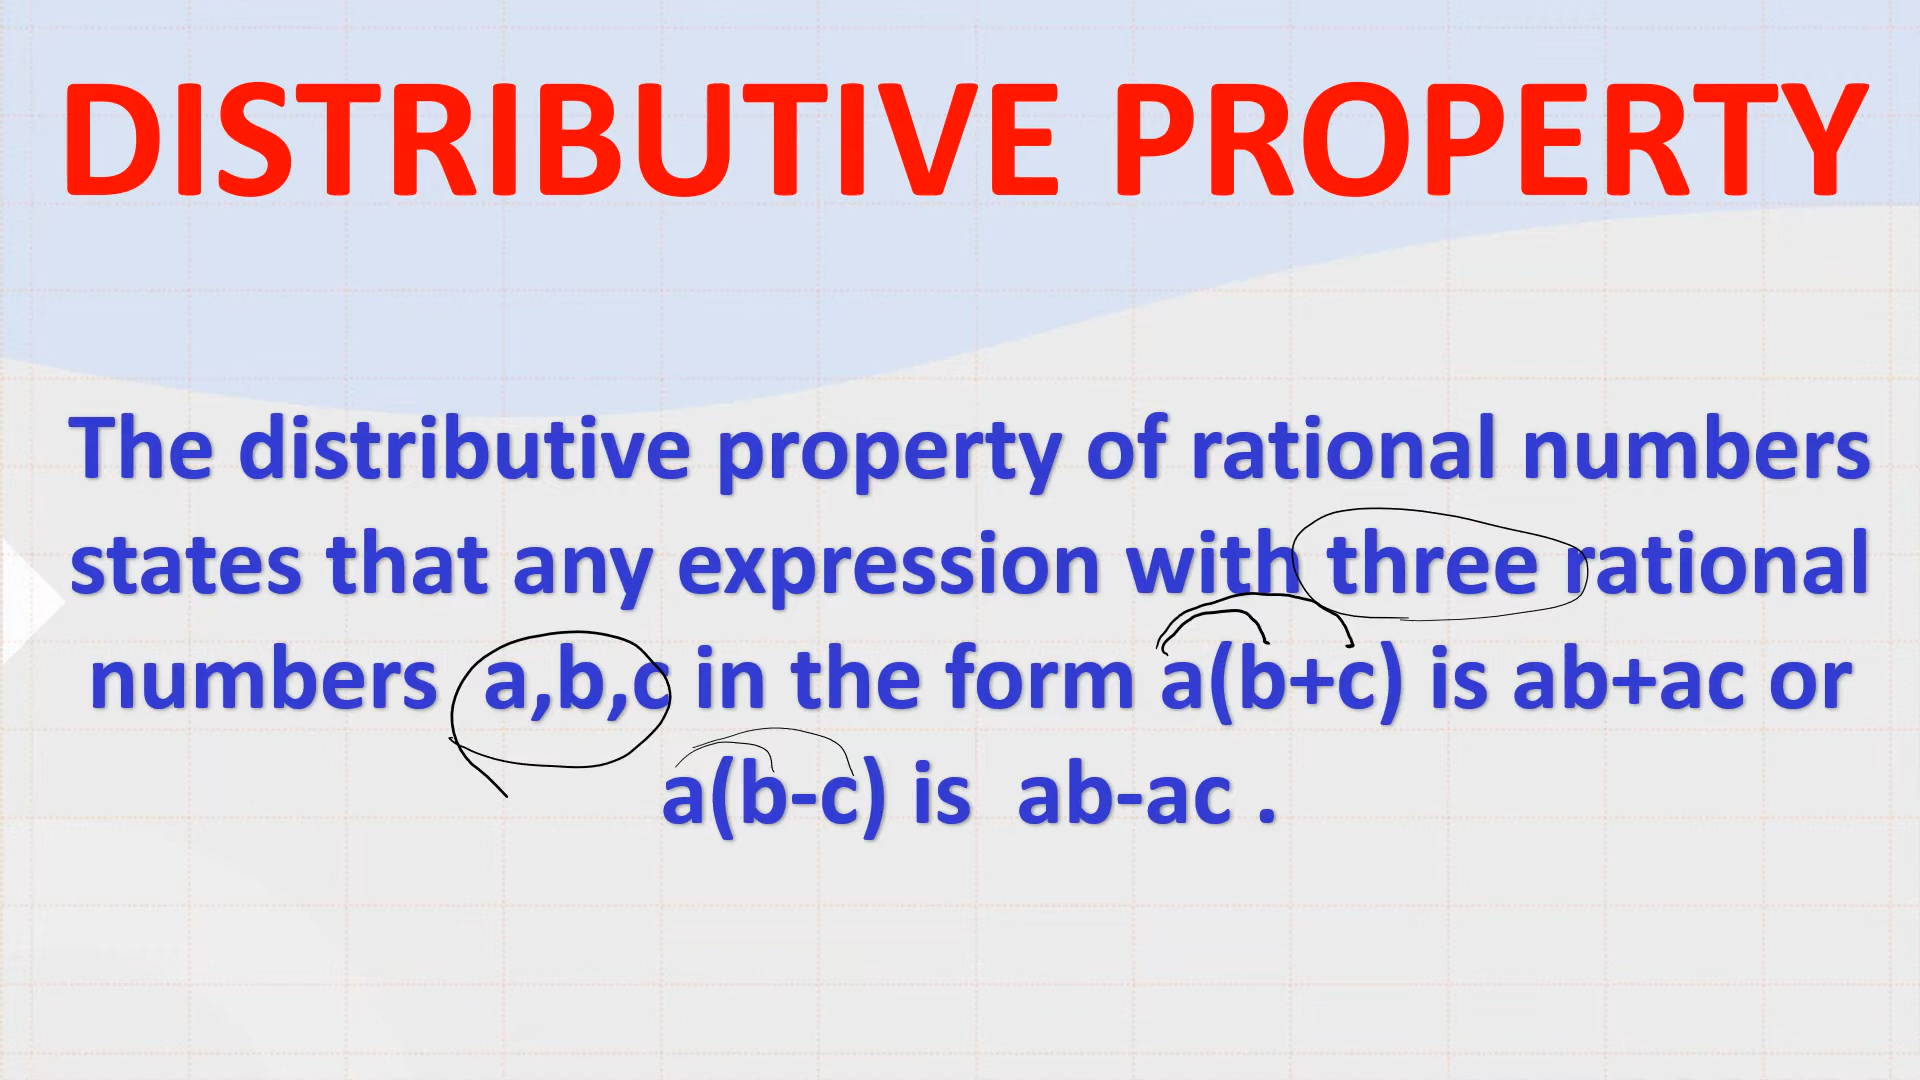 DISTRIBUTIVE PROPERTY
The distributive property of rational numbers
states that any expression with three rational
numbers a,b,c in the form a(b+c) is ab+ac or
a(b-c) is ab-ac .